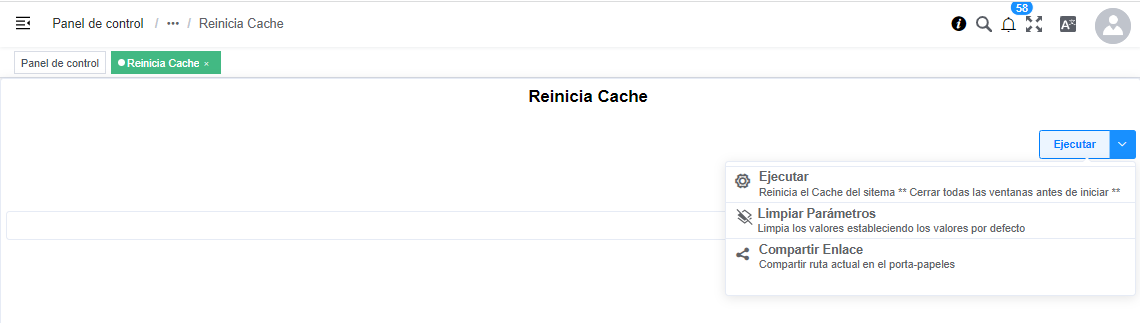 58
Panel de control / ••• / Reinicia Cache
Panel de control
Reinicia Cache ×
Reinicia Cache
Ejecutar
Ejecutar
Reinicia el Cache del sitema ** Cerrar todas las ventanas antes de iniciar **
Limpiar Parámetros
Limpia los valores estableciendo los valores por defecto
Compartir Enlace
Compartir ruta actual en el porta-papeles